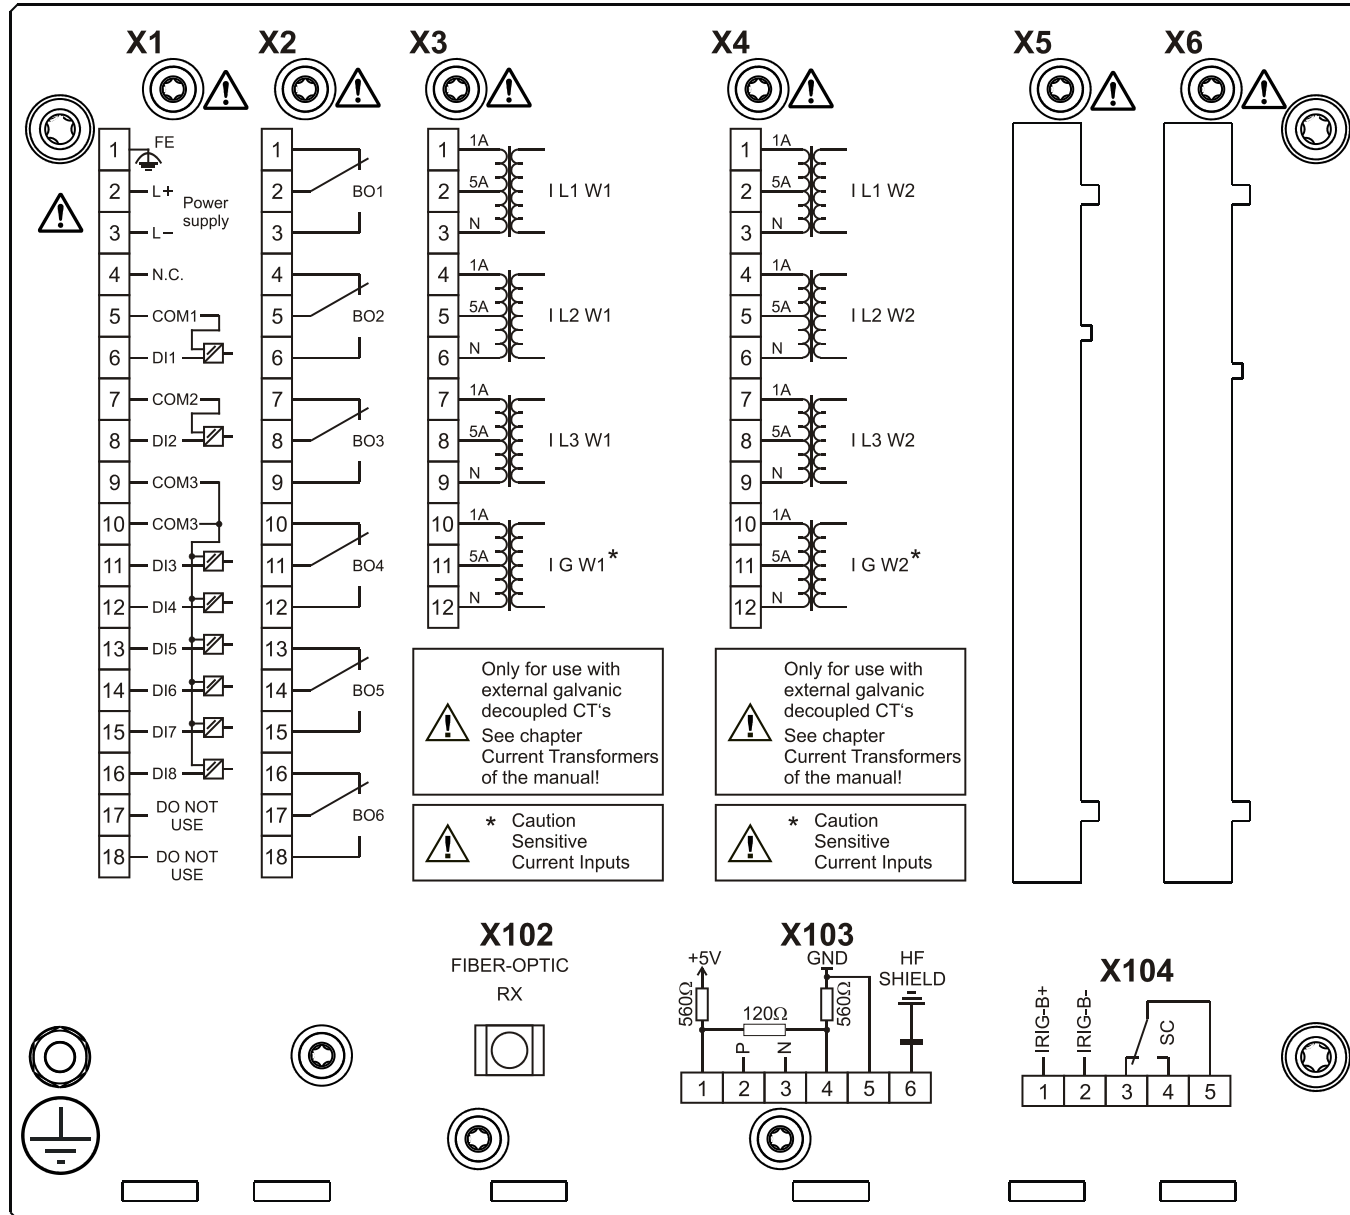 X1
X2
X3
X4
X5
X6
1 FE
2 L+
Power
supply
3 L−
4 N.C.
5 COM1
6 DI1
7 COM2
8 DI2
9 COM3
10 COM3
11 DI3
12 DI4
13 DI5
14 DI6
15 DI7
16 DI8
17 DO NOT
USE
18 DO NOT
USE
1
2 BO1
3
4
5 BO2
6
7
8 BO3
9
10
11 BO4
12
13
14 BO5
15
16
17 BO6
18
1 1A
2 5A I L1 W1
3 N
4 1A
5 5A I L2 W1
6 N
7 1A
8 5A I L3 W1
9 N
10 1A
11 5A I G W1*
12 N
Only for use with
external galvanic
decoupled CT‘s
See chapter
Current Transformers
of the manual!
* Caution
Sensitive
Current Inputs
1 1A
2 5A I L1 W2
3 N
4 1A
5 5A I L2 W2
6 N
7 1A
8 5A I L3 W2
9 N
10 1A
11 5A I G W2*
12 N
Only for use with
external galvanic
decoupled CT‘s
See chapter
Current Transformers
of the manual!
* Caution
Sensitive
Current Inputs
X102
FIBER-OPTIC
RX
X103
+5V
GND
HF
SHIELD
560Ω
120Ω
560Ω
P
N
1 2 3 4 5 6
X104
IRIG-B+
IRIG-B-
SC
1 2 3 4 5